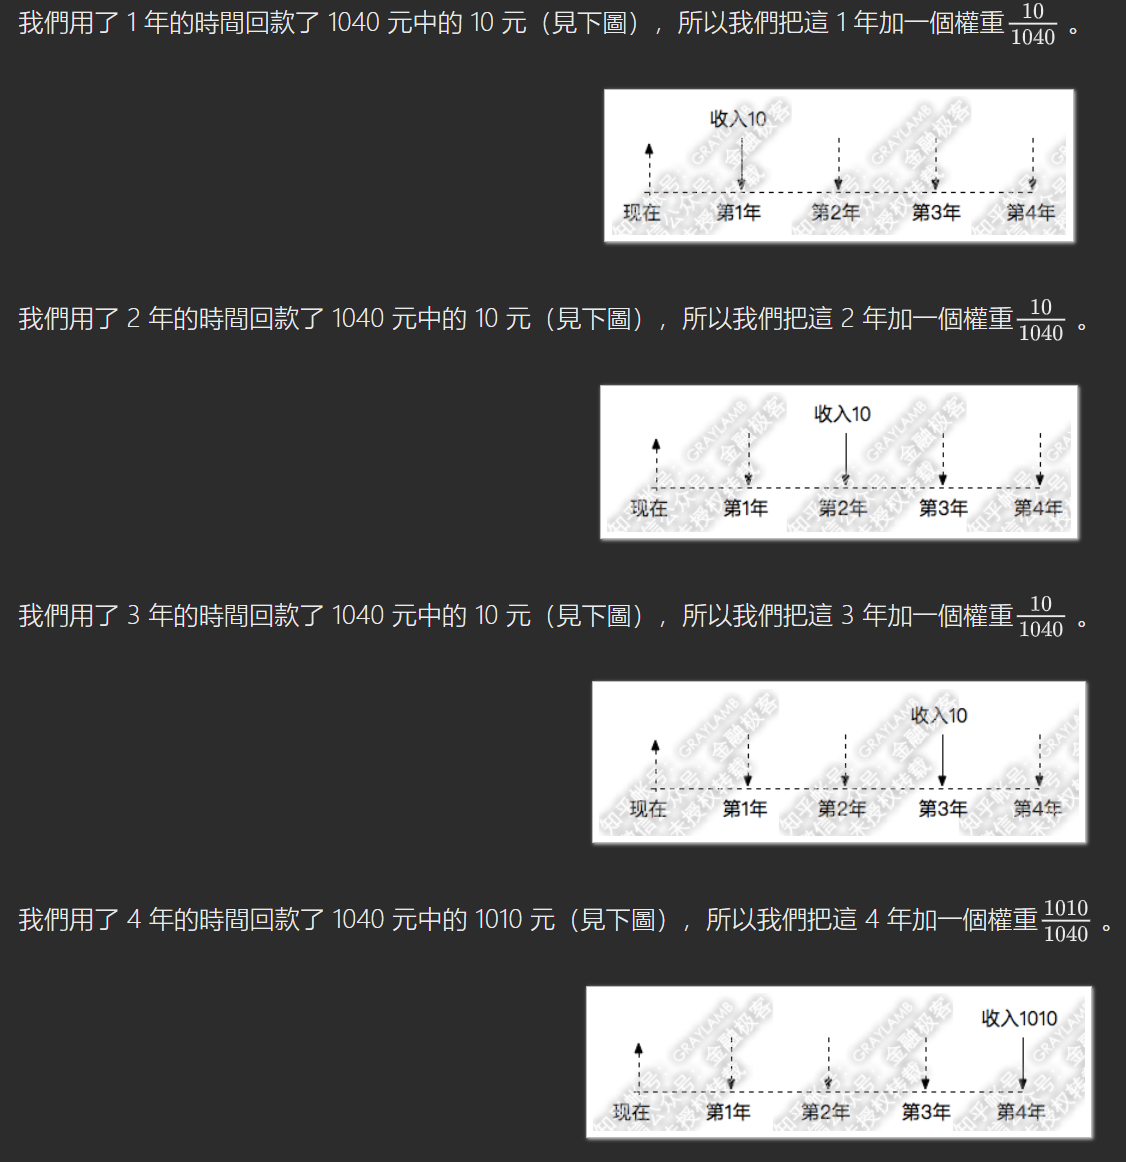 我們用了 1 年的時間回款了 1040 元中的 10 元（見下圖），所以我們把這 1 年加一個權重 10/1040 。
收入10
现在 第1年 第2年 第3年 第4年
我們用了 2 年的時間回款了 1040 元中的 10 元（見下圖），所以我們把這 2 年加一個權重 10/1040 。
收入10
现在 第1年 第2年 第3年 第4年
我們用了 3 年的時間回款了 1040 元中的 10 元（見下圖），所以我們把這 3 年加一個權重 10/1040 。
收入10
现在 第1年 第2年 第3年 第4年
我們用了 4 年的時間回款了 1040 元中的 1010 元（見下圖），所以我們把這 4 年加一個權重 1010/1040 。
收入1010
现在 第1年 第2年 第3年 第4年